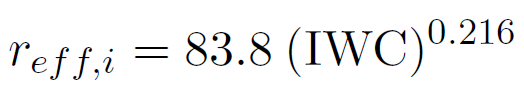 r_{eff,i} = 83.8 (IWC)^{0.216}